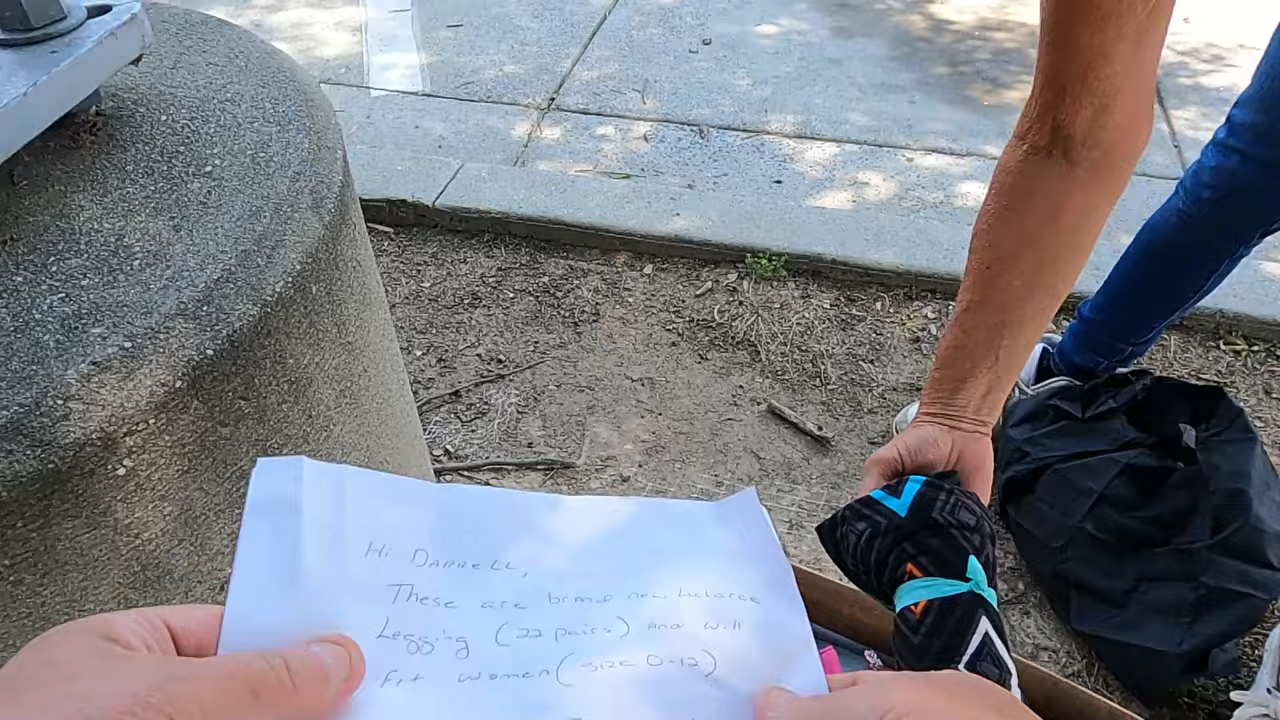 Hi DARRELL,
These are brand new Lularoe
Legging (22 pairs) And will
fit women (size 0-12)